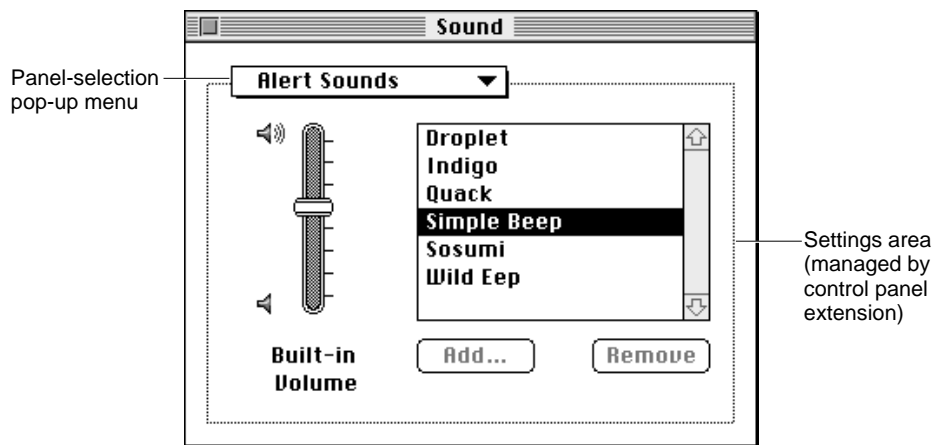 Sound
Panel-selection
pop-up menu
Alert Sounds
Droplet
Indigo
Quack
Simple Beep
Sosumi
Wild Eep
Settings area
(managed by
control panel
extension)
Built-in
Volume
Add...
Remove